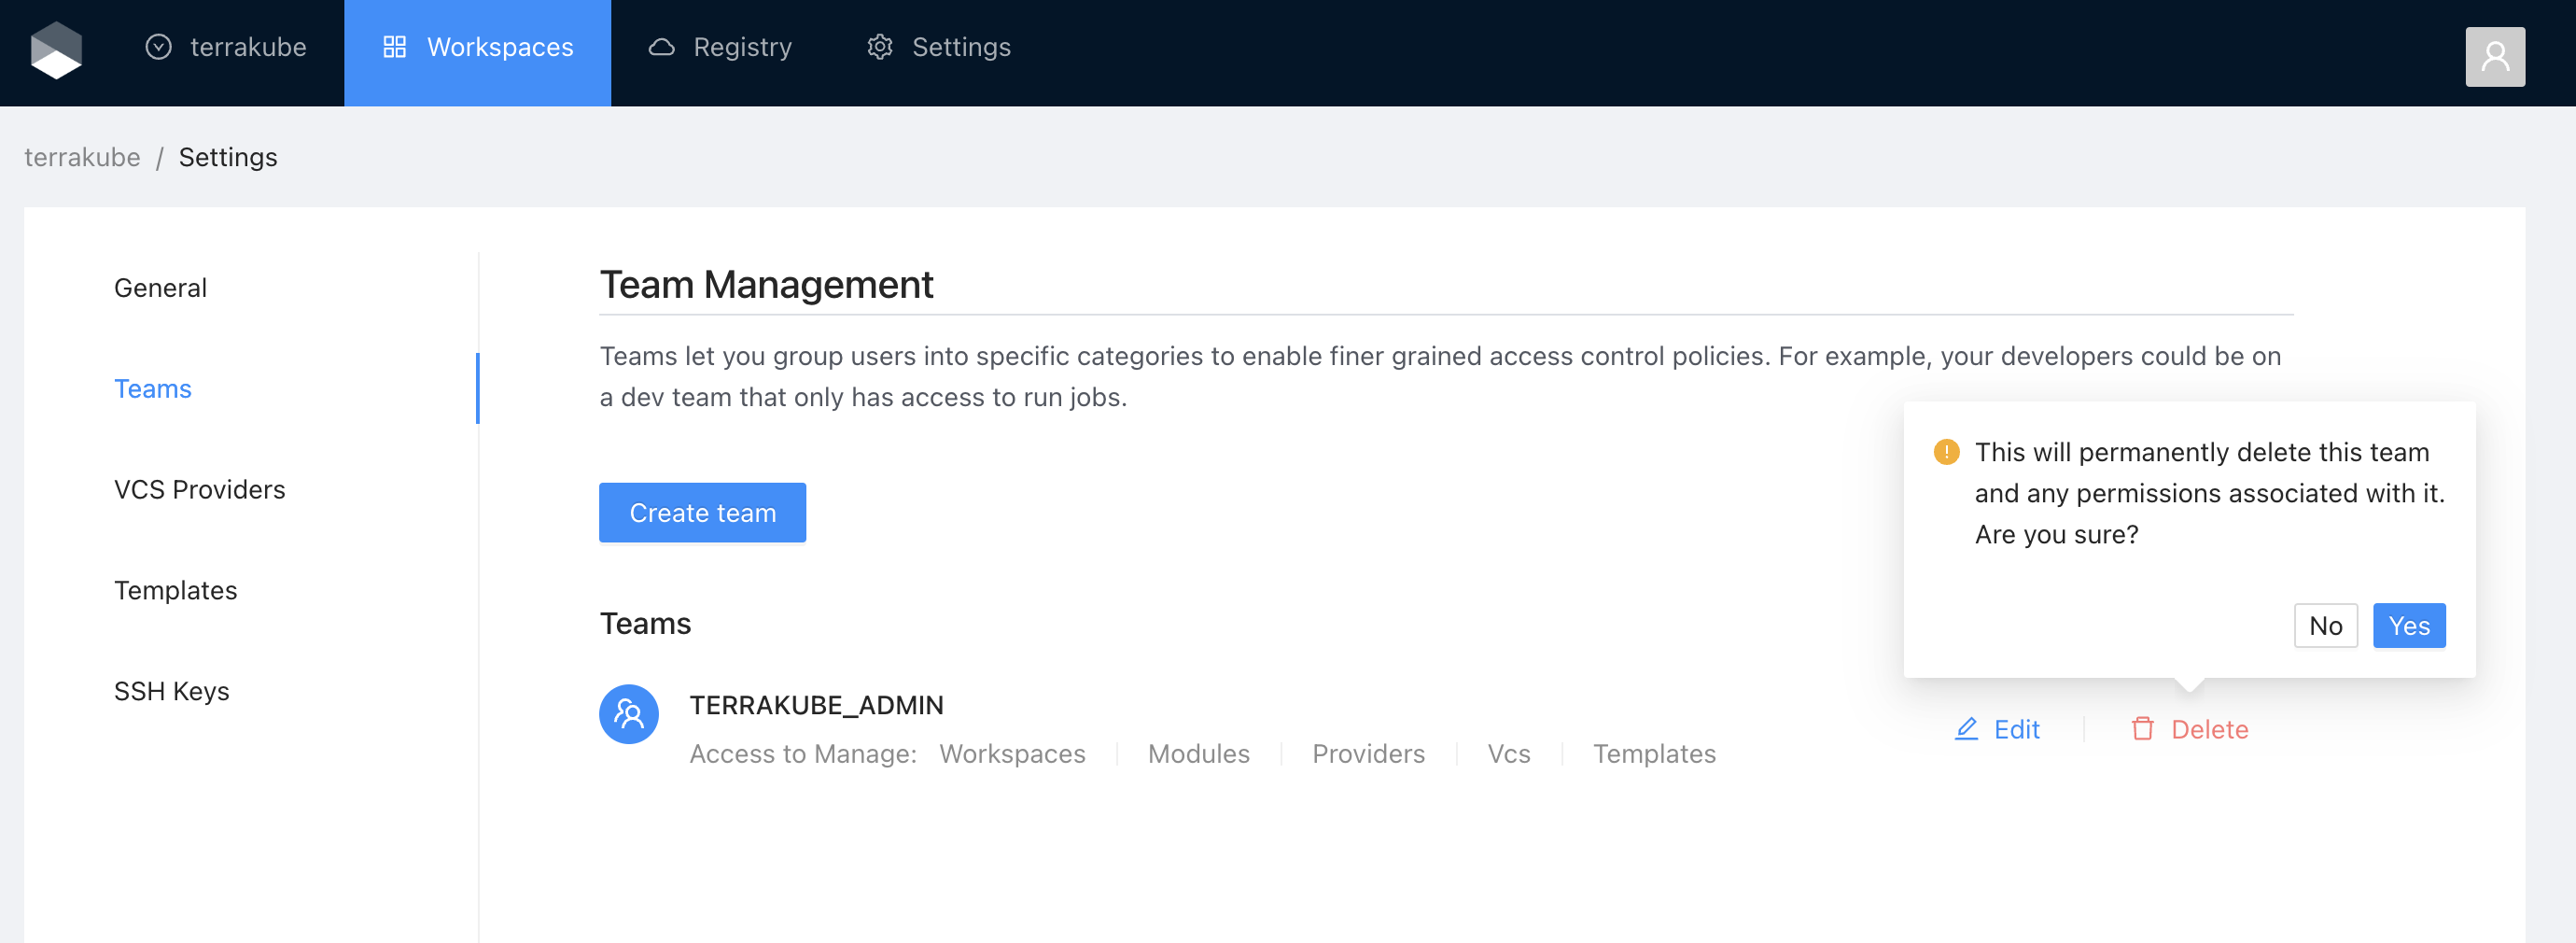 terrakube Workspaces Registry Settings
terrakube / Settings
General
Teams
VCS Providers
Templates
SSH Keys
Team Management
Teams let you group users into specific categories to enable finer grained access control policies. For example, your developers could be on
a dev team that only has access to run jobs.
Create team
Teams
TERRAKUBE_ADMIN
Access to Manage: Workspaces Modules Providers Vcs Templates
This will permanently delete this team
and any permissions associated with it.
Are you sure?
No Yes
Edit Delete